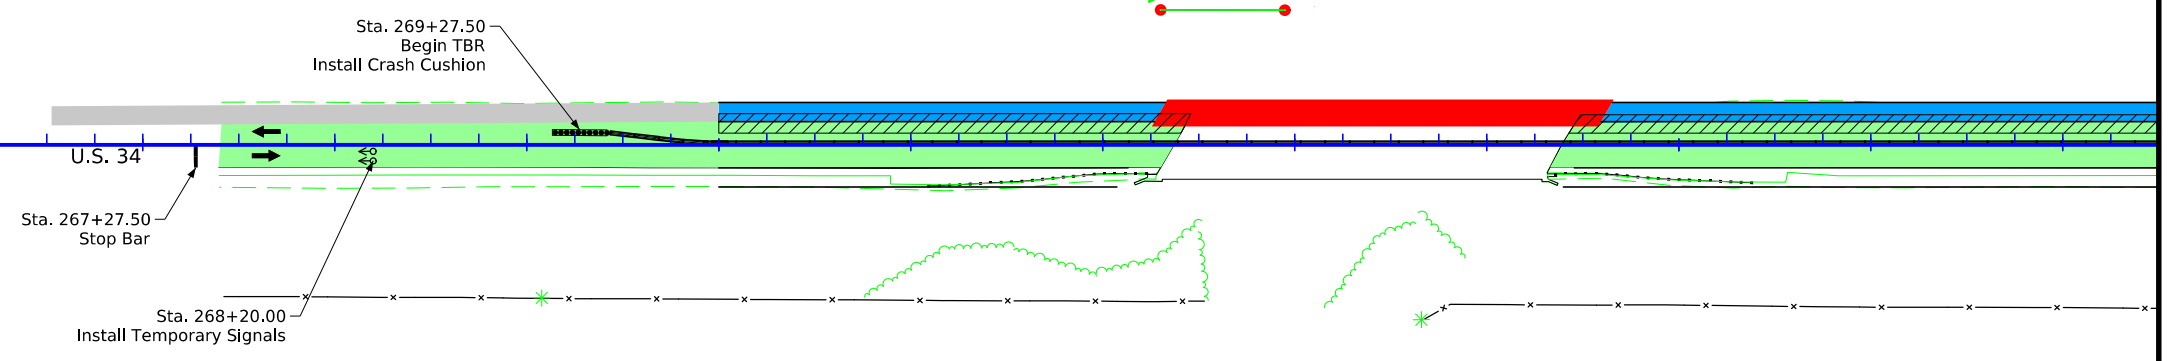 Sta. 269+27.50
Begin TBR
Install Crash Cushion
U.S. 34
Sta. 267+27.50
Stop Bar
Sta. 268+20.00
Install Temporary Signals